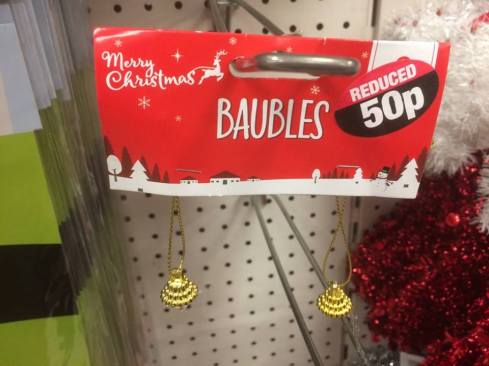 Merry
Christmas
BAUBLES
REDUCED
50p